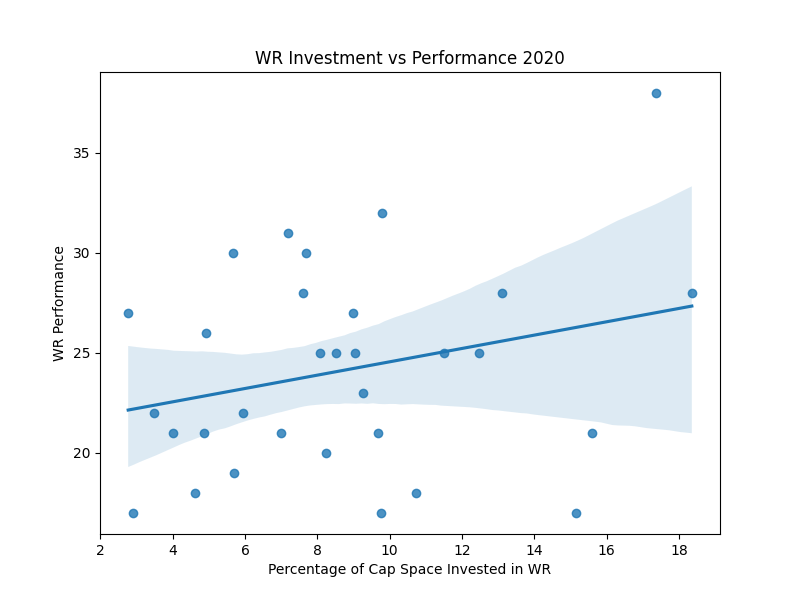 WR Investment vs Performance 2020
WR Performance
35
30
25
20
2 4 6 8 10 12 14 16 18
Percentage of Cap Space Invested in WR